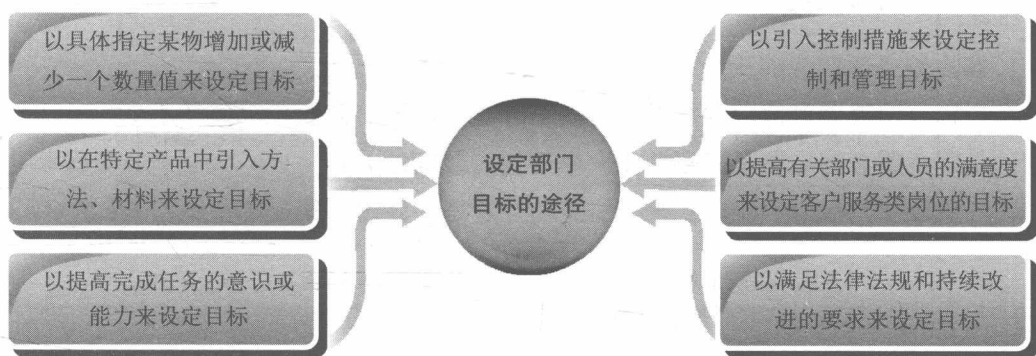 以具体指定某物增加或减
少一个数量值来设定目标
以在特定产品中引入方
法、材料来设定目标
以提高完成任务的意识或
能力来设定目标
设定部门
目标的途径
以引入控制措施来设定控
制和管理目标
以提高有关部门或人员的满意度
来设定客户服务类岗位的目标
以满足法律法规和持续改
进的要求来设定目标